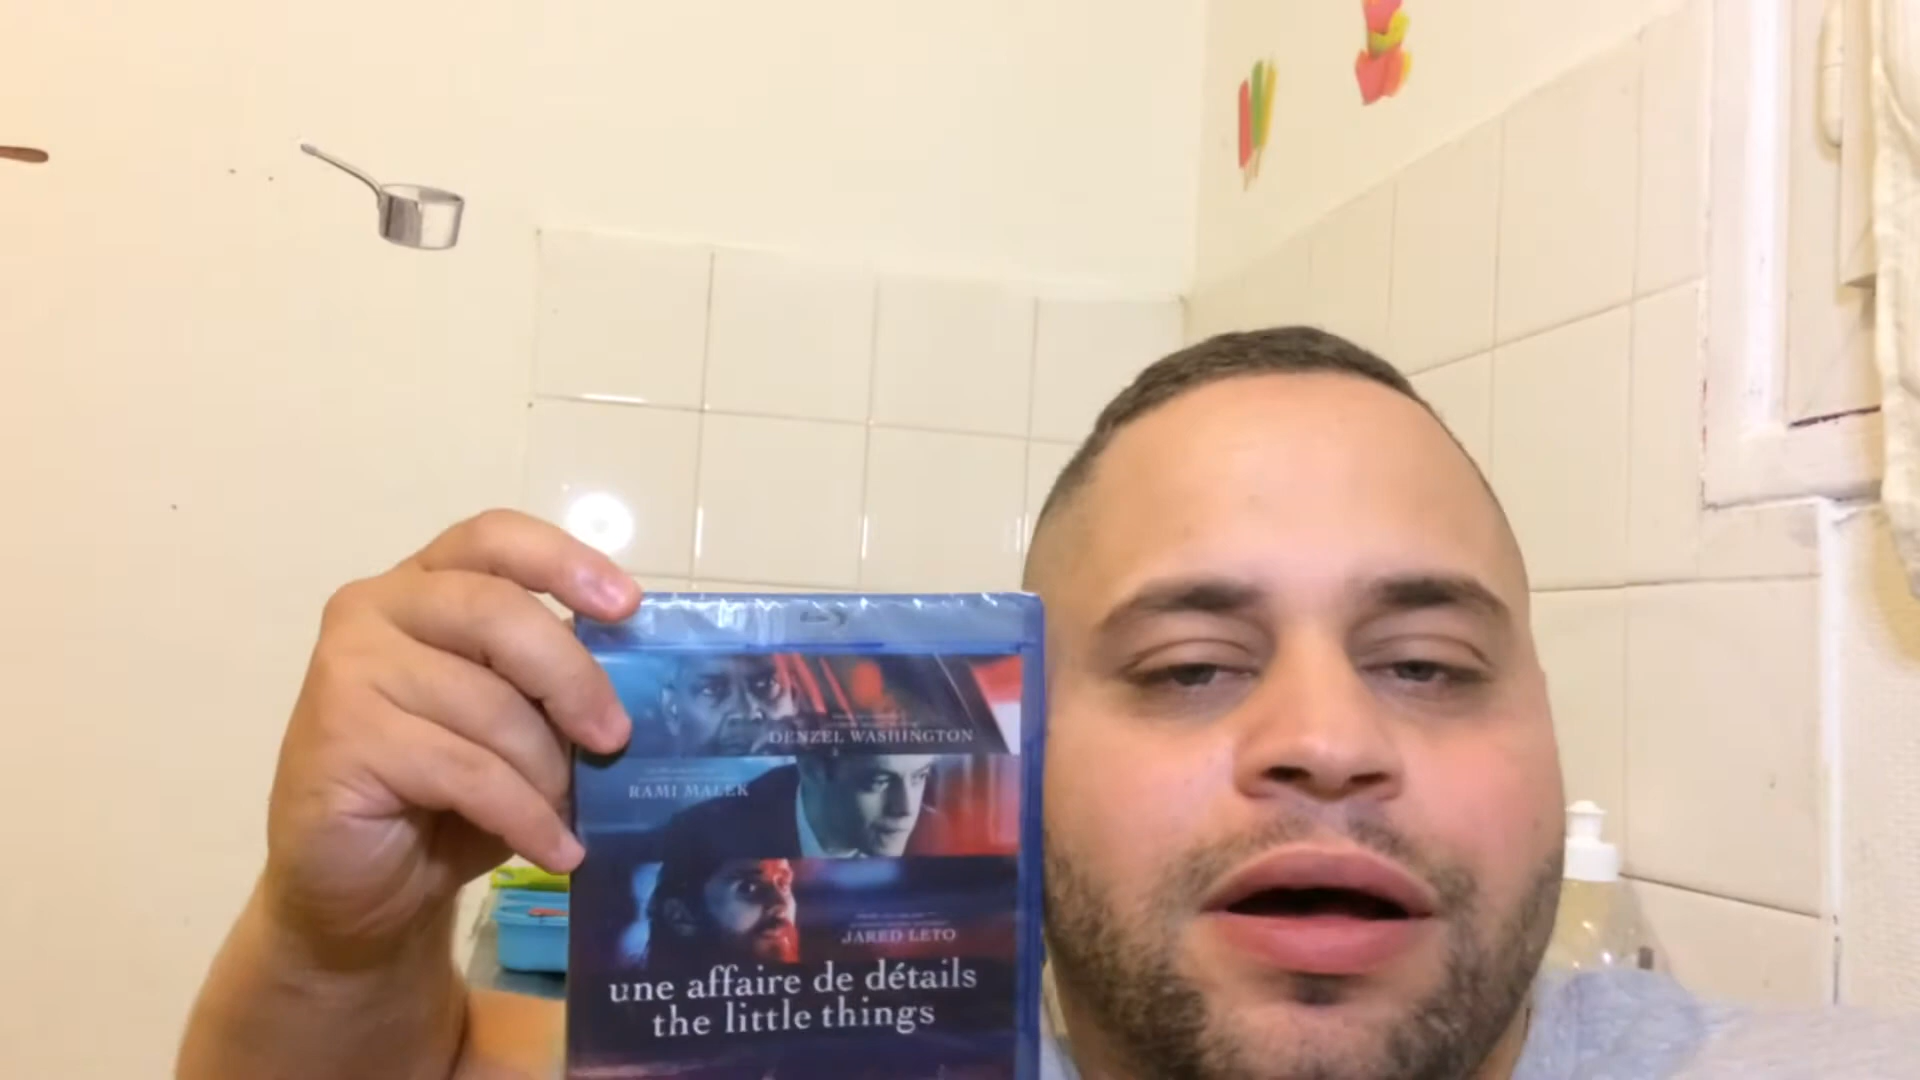 DENZEL WASHINGTON
RAMI MALEK
JARED LETO
une affaire de détails
the little things